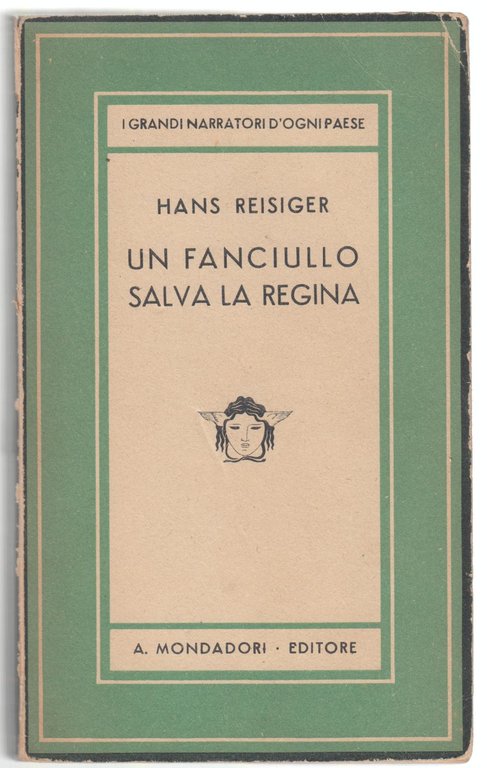 I GRANDI NARRATORI D'OGNI PAESE
HANS REISIGER
UN FANCIULLO
SALVA LA REGINA
A. MONDADORI · EDITORE